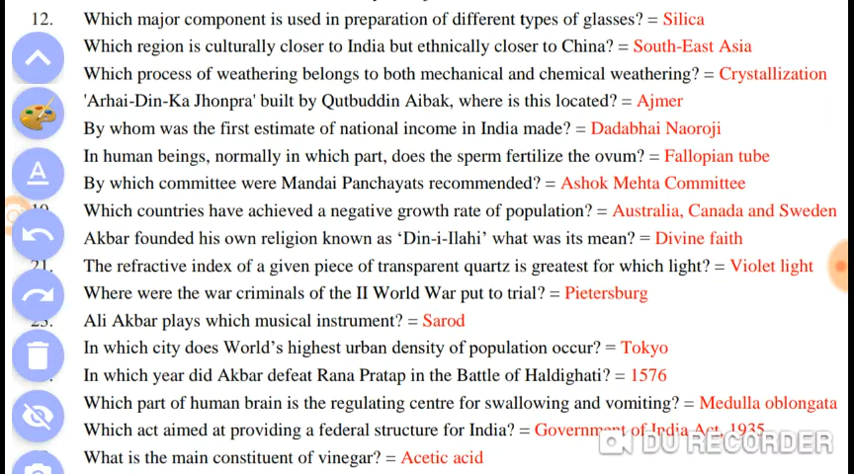 12. Which major component is used in preparation of different types of glasses? = Silica
Which region is culturally closer to India but ethnically closer to China? = South-East Asia
Which process of weathering belongs to both mechanical and chemical weathering? = Crystallization
'Arhai-Din-Ka Jhonpra' built by Qutbuddin Aibak, where is this located? = Ajmer
By whom was the first estimate of national income in India made? = Dadabhai Naoroji
In human beings, normally in which part, does the sperm fertilize the ovum? = Fallopian tube
By which committee were Mandai Panchayats recommended? = Ashok Mehta Committee
Which countries have achieved a negative growth rate of population? = Australia, Canada and Sweden
Akbar founded his own religion known as ‘Din-i-Ilahi’ what was its mean? = Divine faith
21. The refractive index of a given piece of transparent quartz is greatest for which light? = Violet light
Where were the war criminals of the II World War put to trial? = Pietersburg
Ali Akbar plays which musical instrument? = Sarod
In which city does World’s highest urban density of population occur? = Tokyo
In which year did Akbar defeat Rana Pratap in the Battle of Haldighati? = 1576
Which part of human brain is the regulating centre for swallowing and vomiting? = Medulla oblongata
Which act aimed at providing a federal structure for India? = Government of India Act, 1935
DU RECORDER
What is the main constituent of vinegar? = Acetic acid
A